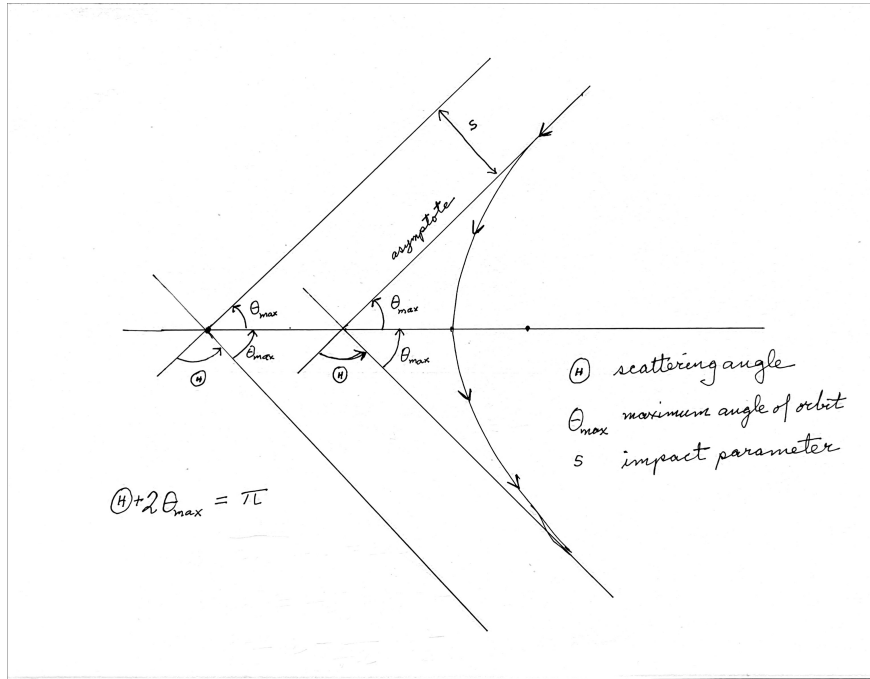 s
asymptote
θmax
θmax
θmax
θmax
Ⓗ
Ⓗ
Ⓗ scattering angle
θmax maximum angle of orbit
s impact parameter
Ⓗ+2θmax = π